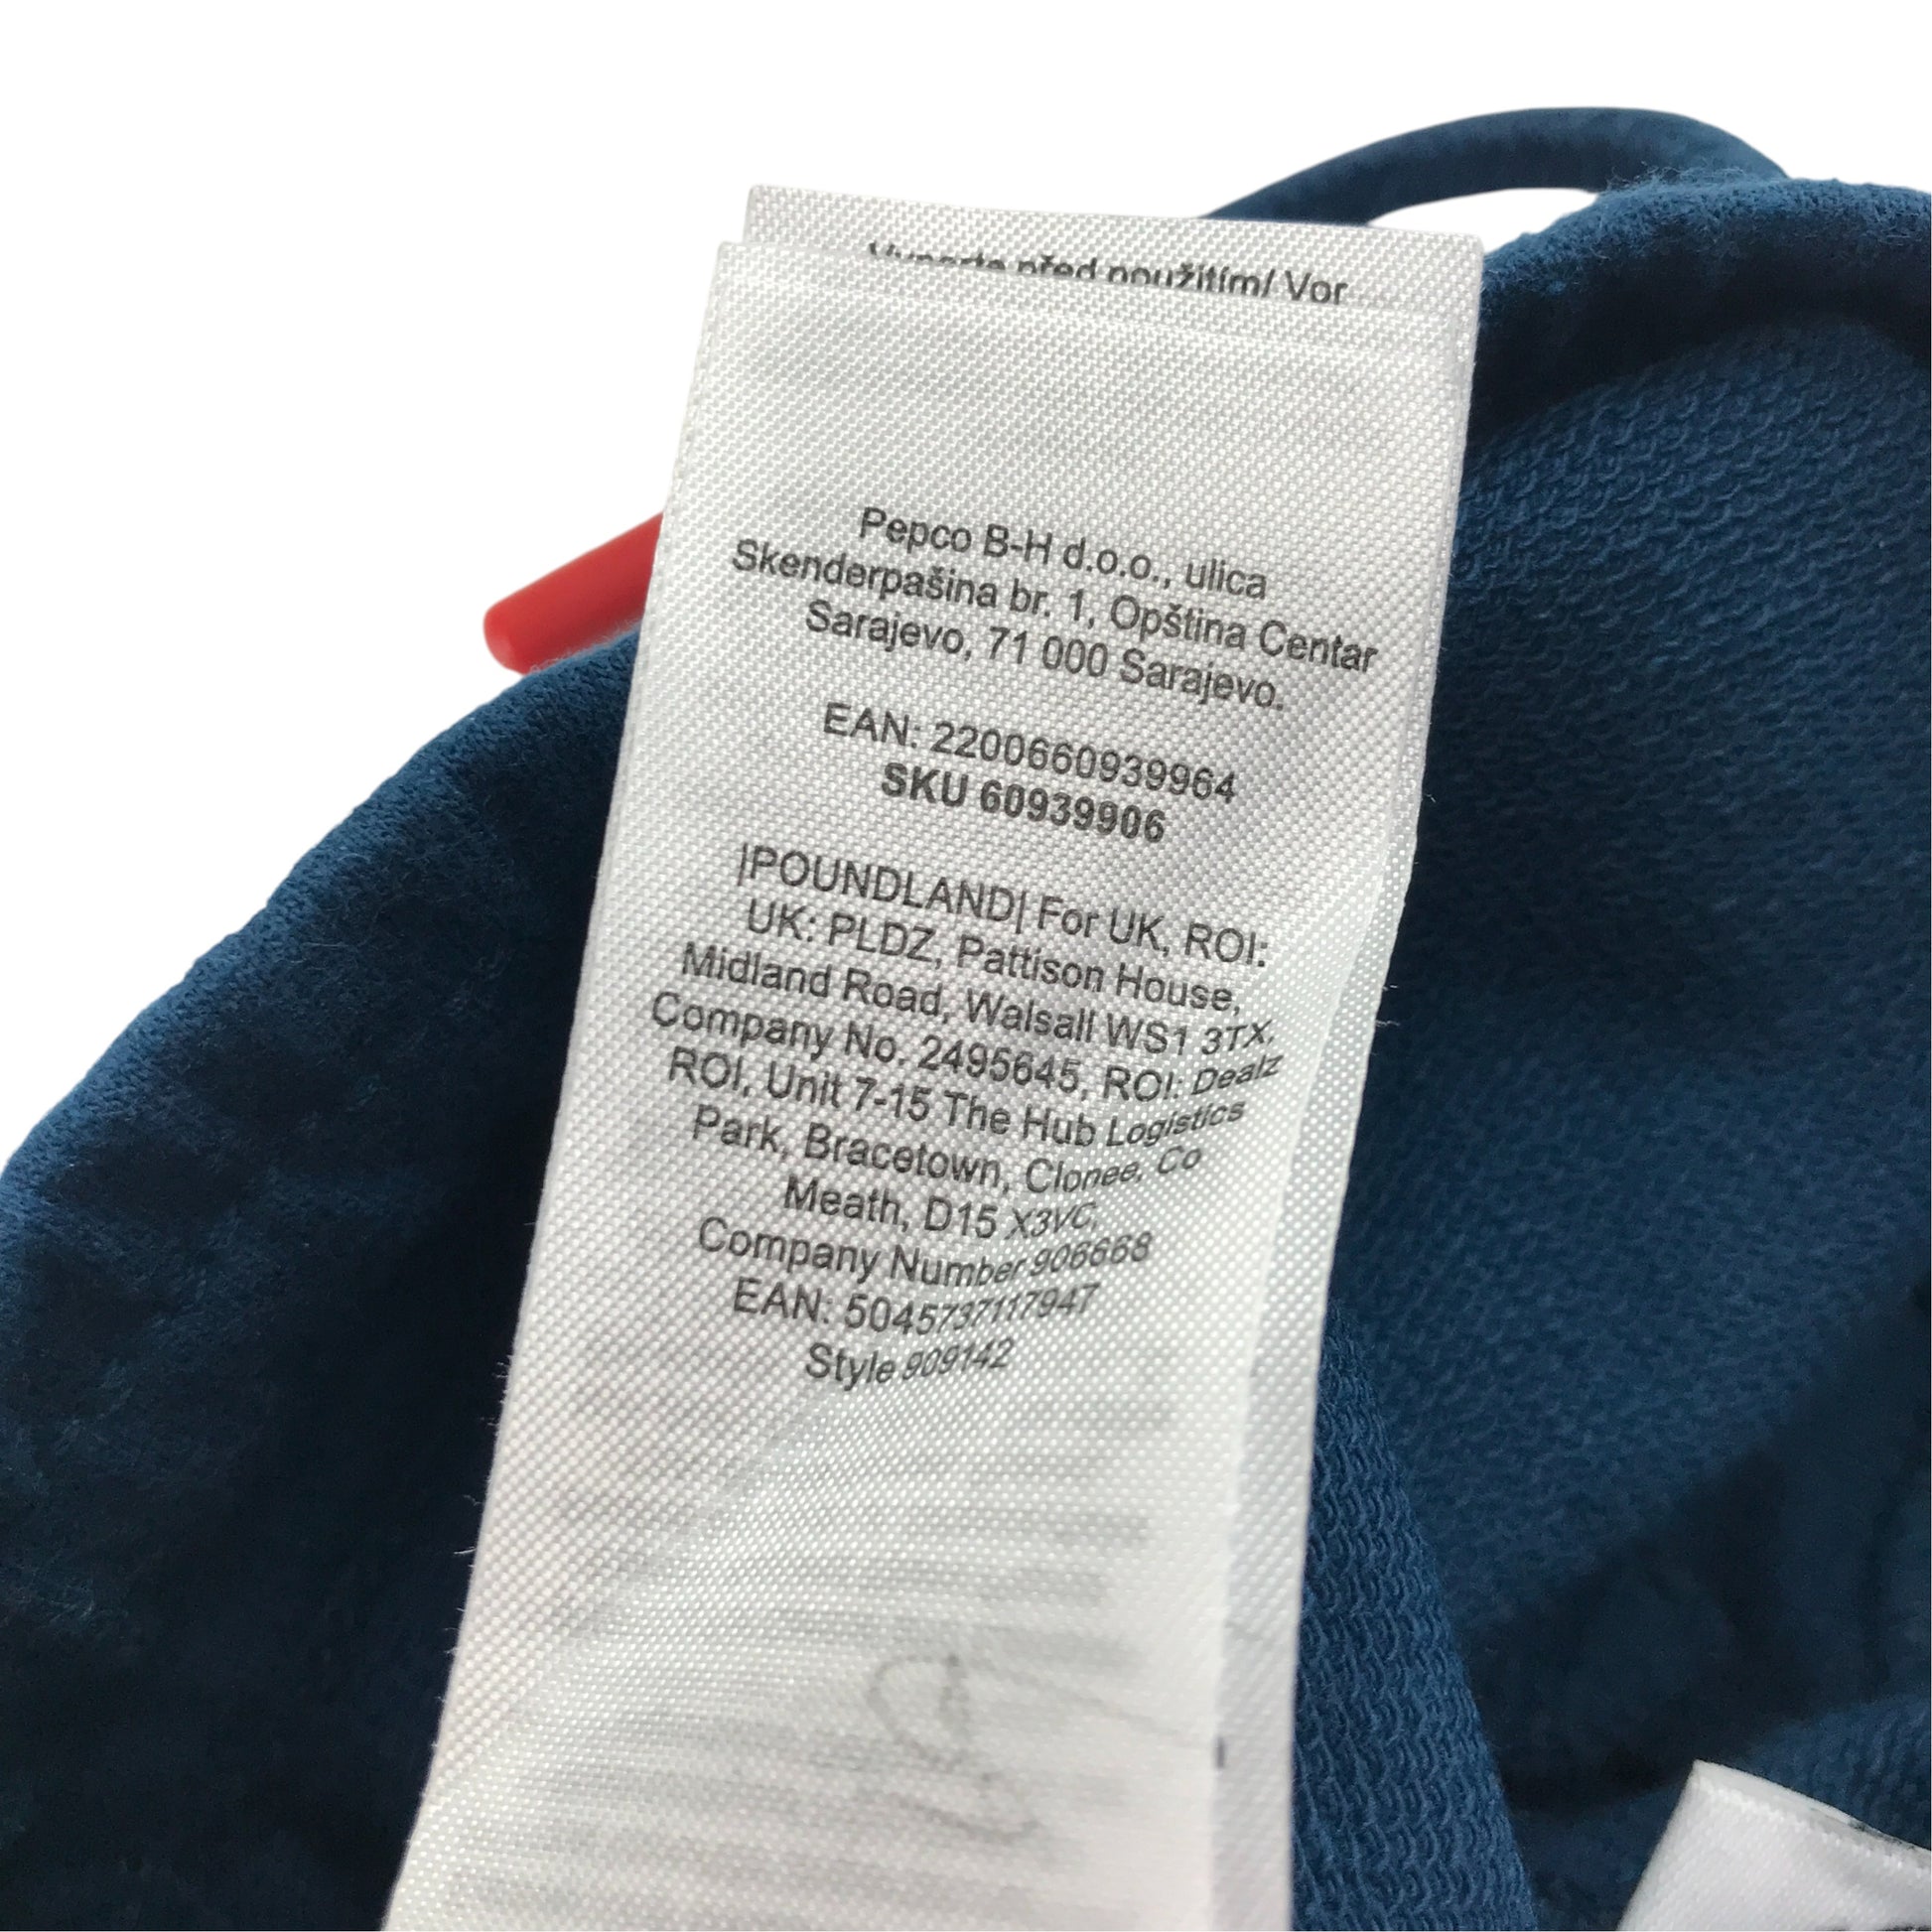 Vyperte před použitím/ Vor
Pepco B-H d.o.o., ulica
Skenderpašina br. 1, Opština Centar
Sarajevo, 71 000 Sarajevo.
EAN: 2200660939964
SKU 60939906
|POUNDLAND| For UK, ROI:
UK: PLDZ, Pattison House,
Midland Road, Walsall WS1 3TX,
Company No. 2495645, ROI: Dealz
ROI, Unit 7-15 The Hub Logistics
Park, Bracetown, Clonee, Co
Meath, D15 X3VC,
Company Number 906668
EAN: 5045737117947
Style 909142